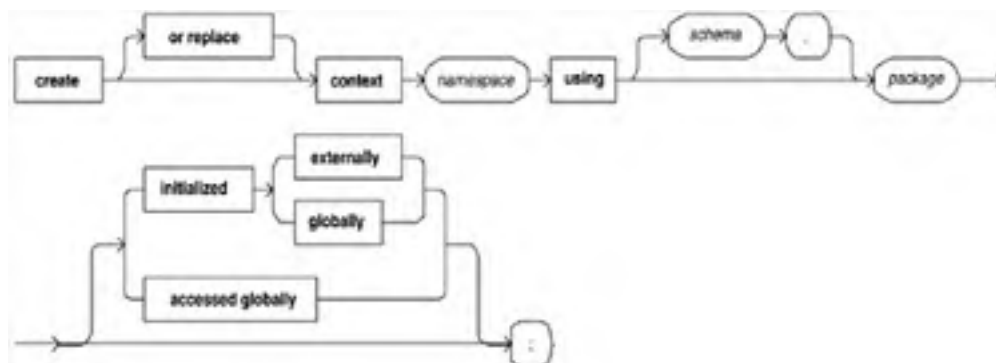 or replace schema .
create context namespace using package
externally
initialized
globally
accessed globally
;